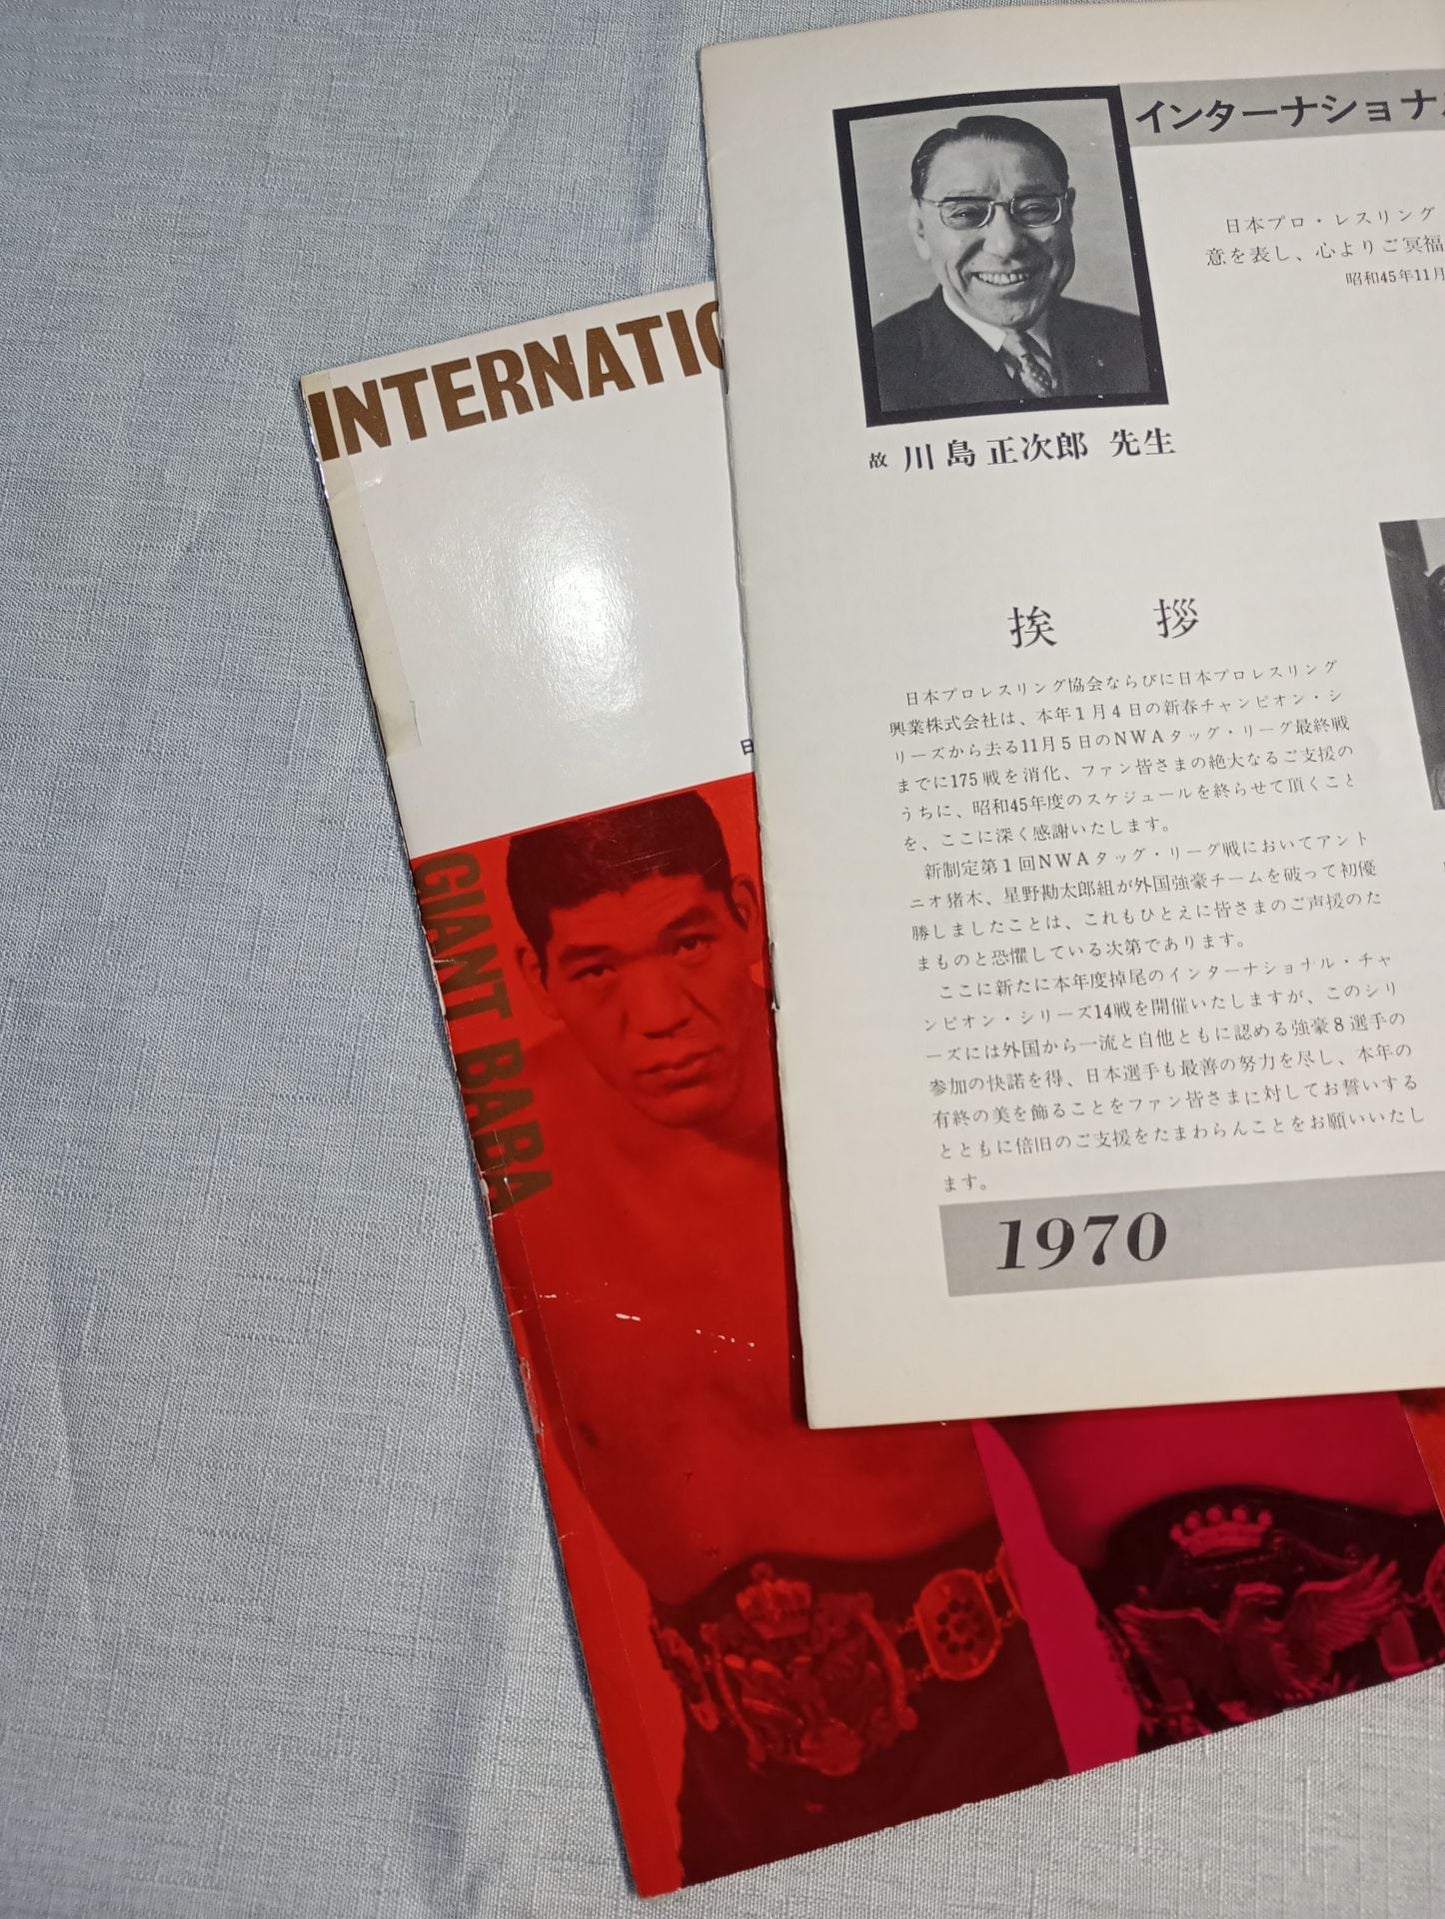 インターナショナ
日本プロ・レスリング
意を表し、心よりご冥福
昭和45年11月
故 川島正次郎 先生
挨 拶
日本プロレスリング協会ならびに日本プロレスリング
興業株式会社は、本年1月4日の新春チャンピオン・シ
リーズから去る11月5日のNWAタッグ・リーグ最終戦
までに175戦を消化、ファン皆さまの絶大なるご支援の
うちに、昭和45年度のスケジュールを終らせて頂くこと
を、ここに深く感謝いたします。
新制定第1回NWAタッグ・リーグ戦においてアント
ニオ猪木、星野勘太郎組が外国強豪チームを破って初優
勝しましたことは、これもひとえに皆さまのご声援のた
まものと恐懼している次第であります。
ここに新たに本年度掉尾のインターナショナル・チャ
ンピオン・シリーズ14戦を開催いたしますが、このシリ
ーズには外国から一流と自他ともに認める強豪8選手の
参加の快諾を得、日本選手も最善の努力を尽し、本年の
有終の美を飾ることをファン皆さまに対してお誓いする
とともに倍旧のご支援をたまわらんことをお願いいたし
ます。
1970
INTERNATIO
日
GIANT BABA